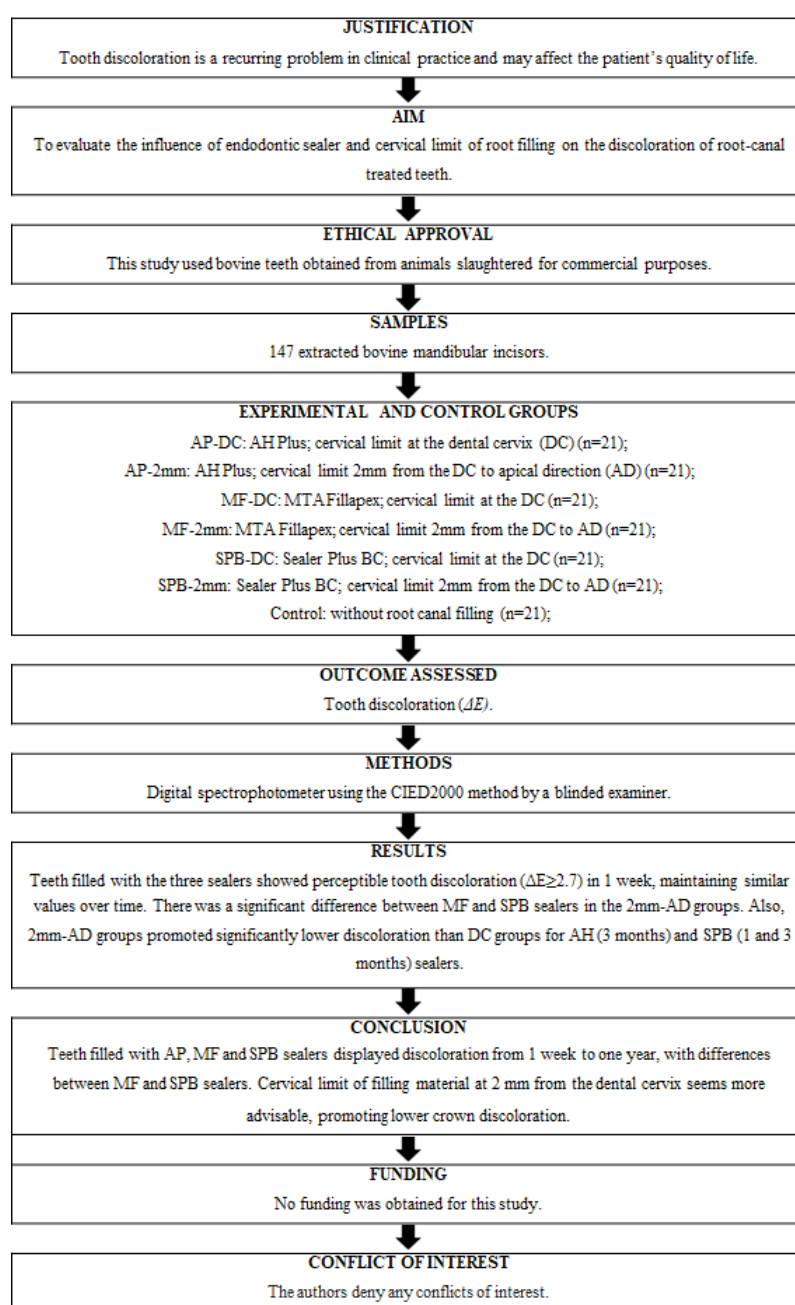 JUSTIFICATION
Tooth discoloration is a recurring problem in clinical practice and may affect the patient's quality of life.
AIM
To evaluate the influence of endodontic sealer and cervical limit of root filling on the discoloration of root-canal
treated teeth.
ETHICAL APPROVAL
This study used bovine teeth obtained from animals slaughtered for commercial purposes.
SAMPLES
147 extracted bovine mandibular incisors.
EXPERIMENTAL AND CONTROL GROUPS
AP-DC: AH Plus; cervical limit at the dental cervix (DC) (n=21);
AP-2mm: AH Plus; cervical limit 2mm from the DC to apical direction (AD) (n=21);
MF-DC: MTA Fillapex; cervical limit at the DC (n=21);
MF-2mm: MTA Fillapex; cervical limit 2mm from the DC to AD (n=21);
SPB-DC: Sealer Plus BC; cervical limit at the DC (n=21);
SPB-2mm: Sealer Plus BC; cervical limit 2mm from the DC to AD (n=21);
Control: without root canal filling (n=21);
OUTCOME ASSESSED
Tooth discoloration (ΔE).
METHODS
Digital spectrophotometer using the CIED2000 method by a blinded examiner.
RESULTS
Teeth filled with the three sealers showed perceptible tooth discoloration (ΔE≥2.7) in 1 week, maintaining similar
values over time. There was a significant difference between MF and SPB sealers in the 2mm-AD groups. Also,
2mm-AD groups promoted significantly lower discoloration than DC groups for AH (3 months) and SPB (1 and 3
months) sealers.
CONCLUSION
Teeth filled with AP, MF and SPB sealers displayed discoloration from 1 week to one year, with differences
between MF and SPB sealers. Cervical limit of filling material at 2 mm from the dental cervix seems more
advisable, promoting lower crown discoloration.
FUNDING
No funding was obtained for this study.
CONFLICT OF INTEREST
The authors deny any conflicts of interest.